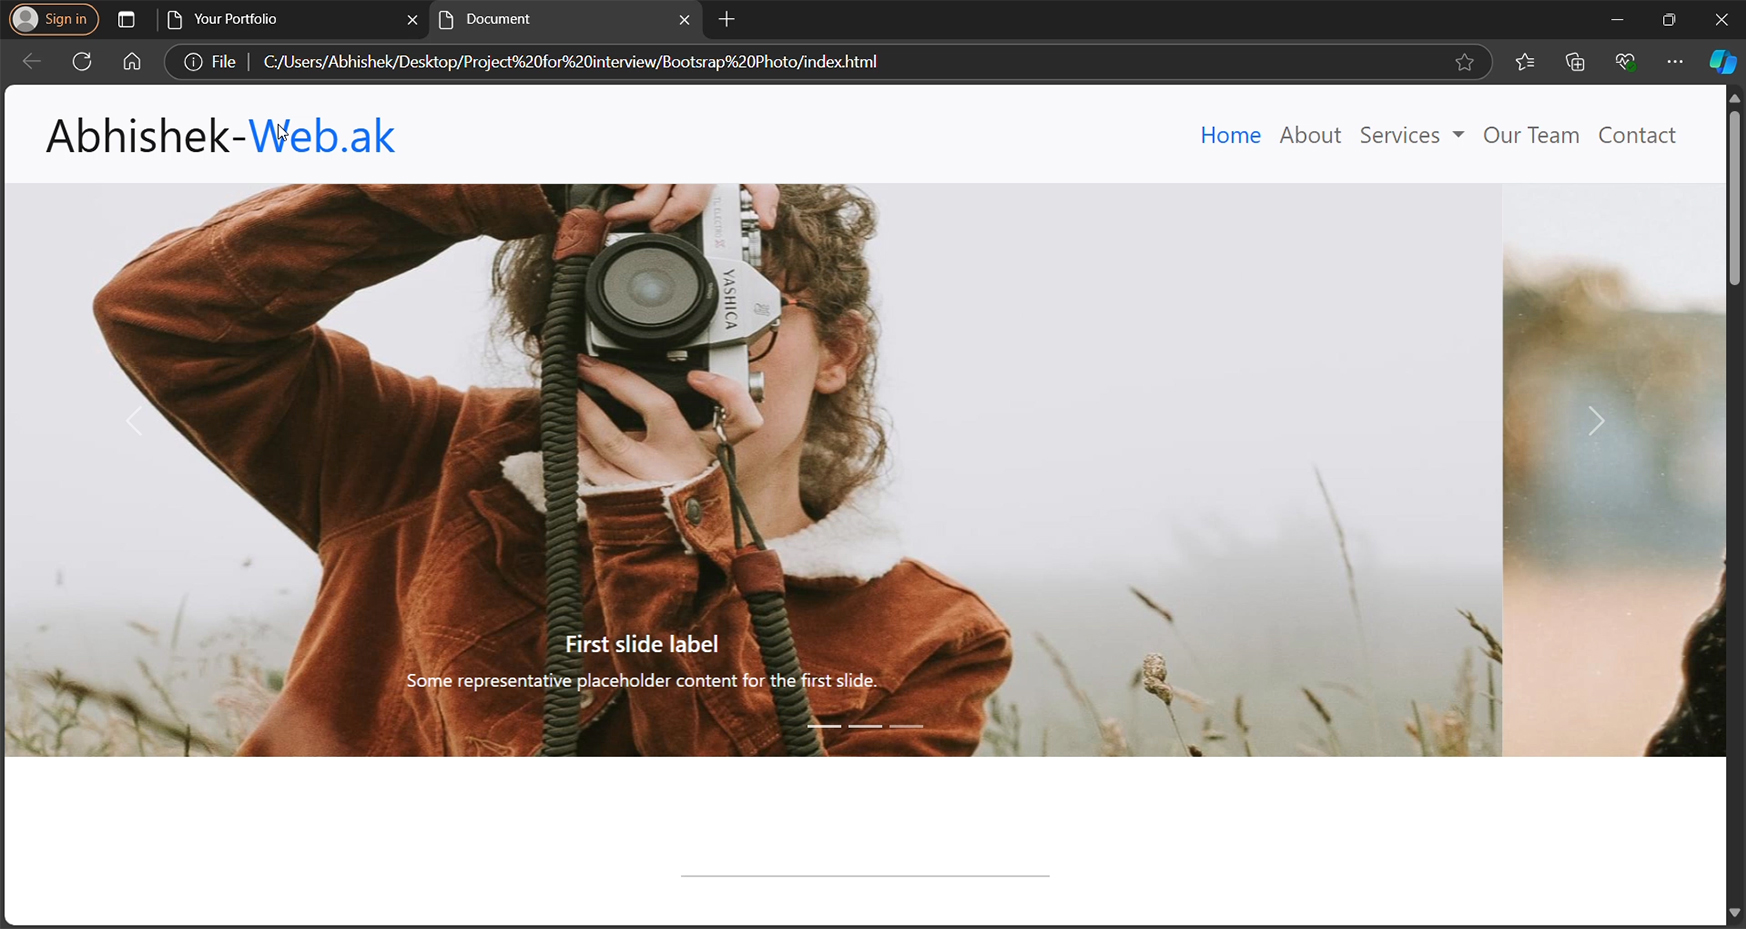 Sign in
Your Portfolio
Document
File
C:/Users/Abhishek/Desktop/Project%20for%20interview/Bootsrap%20Photo/index.html
Abhishek-Web.ak
Home About Services Our Team Contact
YASHICA
First slide label
Some representative placeholder content for the first slide.